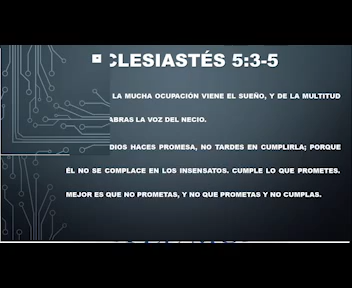 CLESIASTÉS 5:3-5
LA MUCHA OCUPACIÓN VIENE EL SUEÑO, Y DE LA MULTITUD
ABRAS LA VOZ DEL NECIO.
DIOS HACES PROMESA, NO TARDES EN CUMPLIRLA; PORQUE
ÉL NO SE COMPLACE EN LOS INSENSATOS. CUMPLE LO QUE PROMETES.
MEJOR ES QUE NO PROMETAS, Y NO QUE PROMETAS Y NO CUMPLAS.